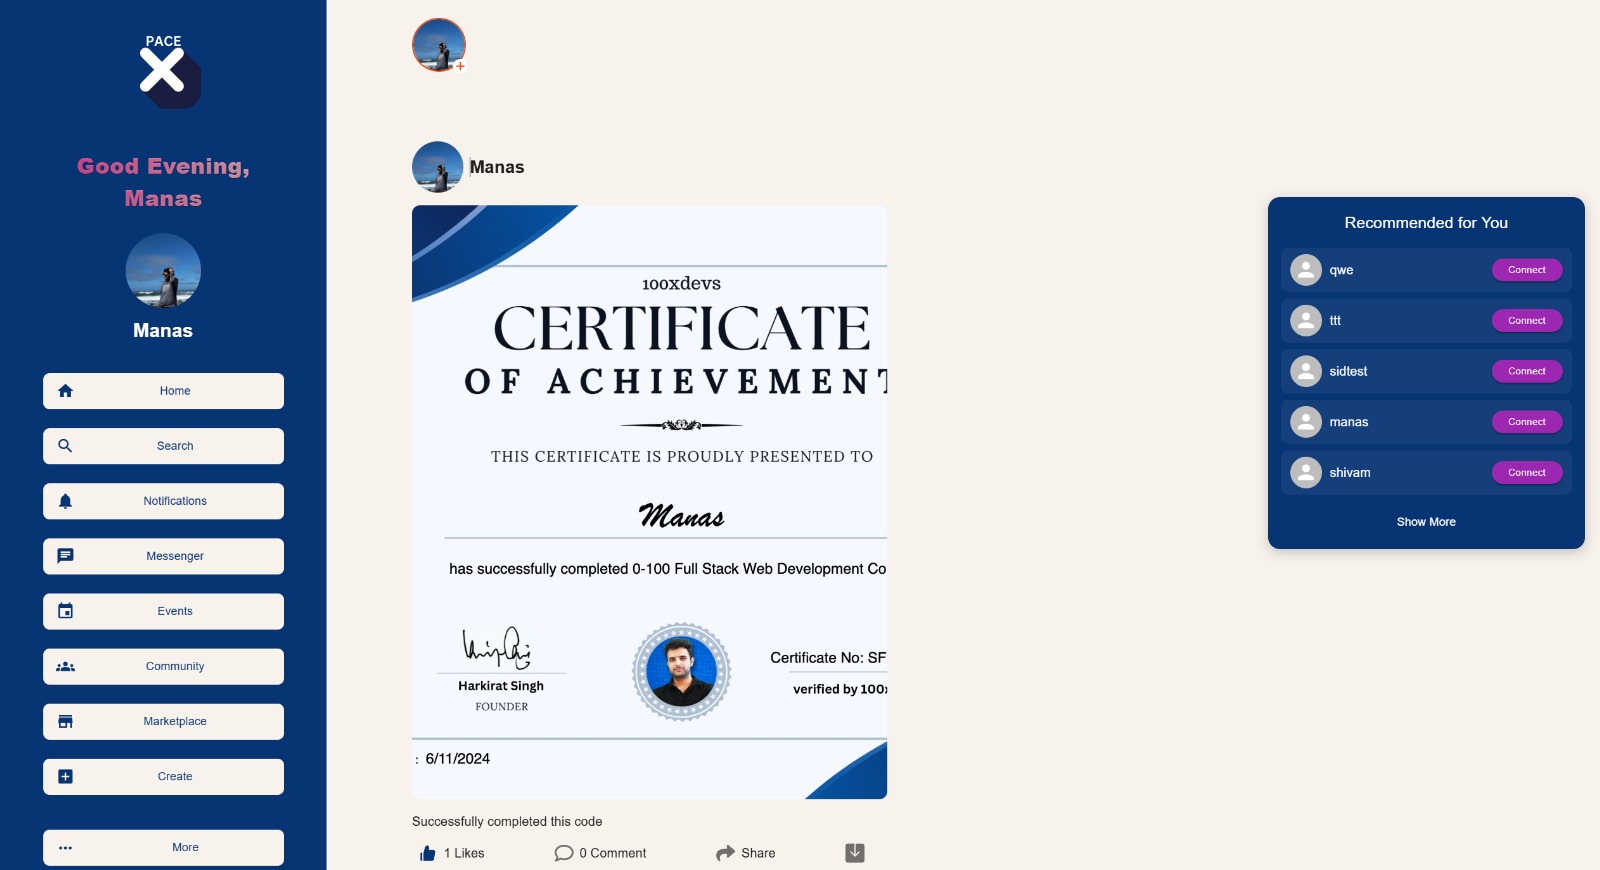 PACE
X
Good Evening,
Manas
Manas
Home
Search
Notifications
Messenger
Events
Community
Marketplace
Create
More
Manas
100xdevs
CERTIFICATE
OF ACHIEVEMENT
THIS CERTIFICATE IS PROUDLY PRESENTED TO
Manas
has successfully completed 0-100 Full Stack Web Development Co
Harkirat Singh
FOUNDER
Certificate No: SF
verified by 100x
: 6/11/2024
Successfully completed this code
1 Likes
0 Comment
Share
Recommended for You
qwe Connect
ttt Connect
sidtest Connect
manas Connect
shivam Connect
Show More